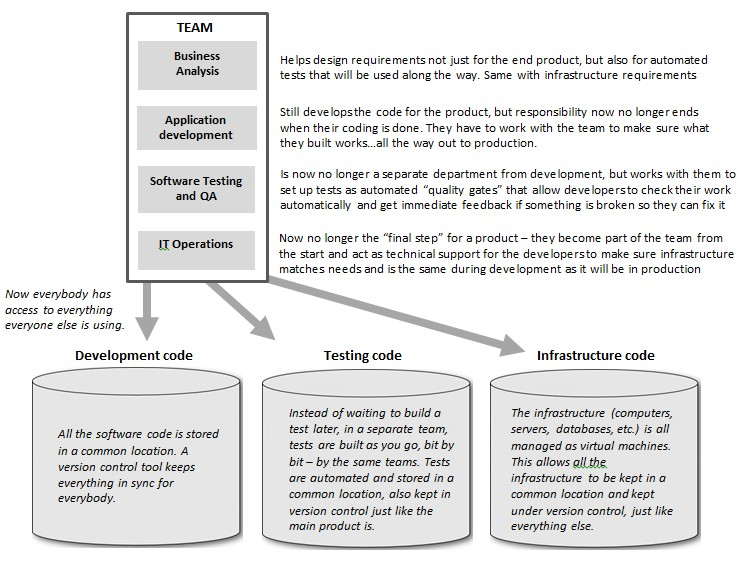 TEAM
Business
Analysis
Helps design requirements not just for the end product, but also for automated
tests that will be used along the way. Same with infrastructure requirements
Application
development
Still develops the code for the product, but responsibility now no longer ends
when their coding is done. They have to work with the team to make sure what
they built works...all the way out to production.
Software Testing
and QA
Is now no longer a separate department from development, but works with them to
set up tests as automated “quality gates” that allow developers to check their work
automatically and get immediate feedback if something is broken so they can fix it
IT Operations
Now no longer the “final step” for a product – they become part of the team from
the start and act as technical support for the developers to make sure infrastructure
matches needs and is the same during development as it will be in production
Now everybody has
access to everything
everyone else is using.
Development code
All the software code is stored
in a common location. A
version control tool keeps
everything in sync for
everybody.
Testing code
Instead of waiting to build a
test later, in a separate team,
tests are built as you go, bit by
bit – by the same teams. Tests
are automated and stored in a
common location, also kept in
version control just like the
main product is.
Infrastructure code
The infrastructure (computers,
servers, databases, etc.) is all
managed as virtual machines.
This allows all the
infrastructure to be kept in a
common location and kept
under version control, just like
everything else.